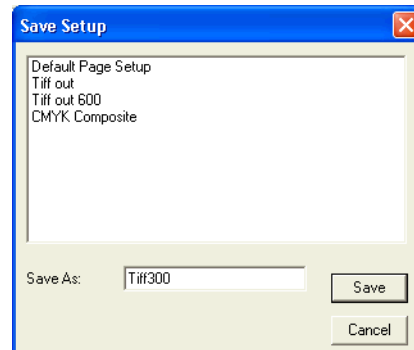 Save Setup
Default Page Setup
Tiff out
Tiff out 600
CMYK Composite
Save As:
Tiff300
Save
Cancel